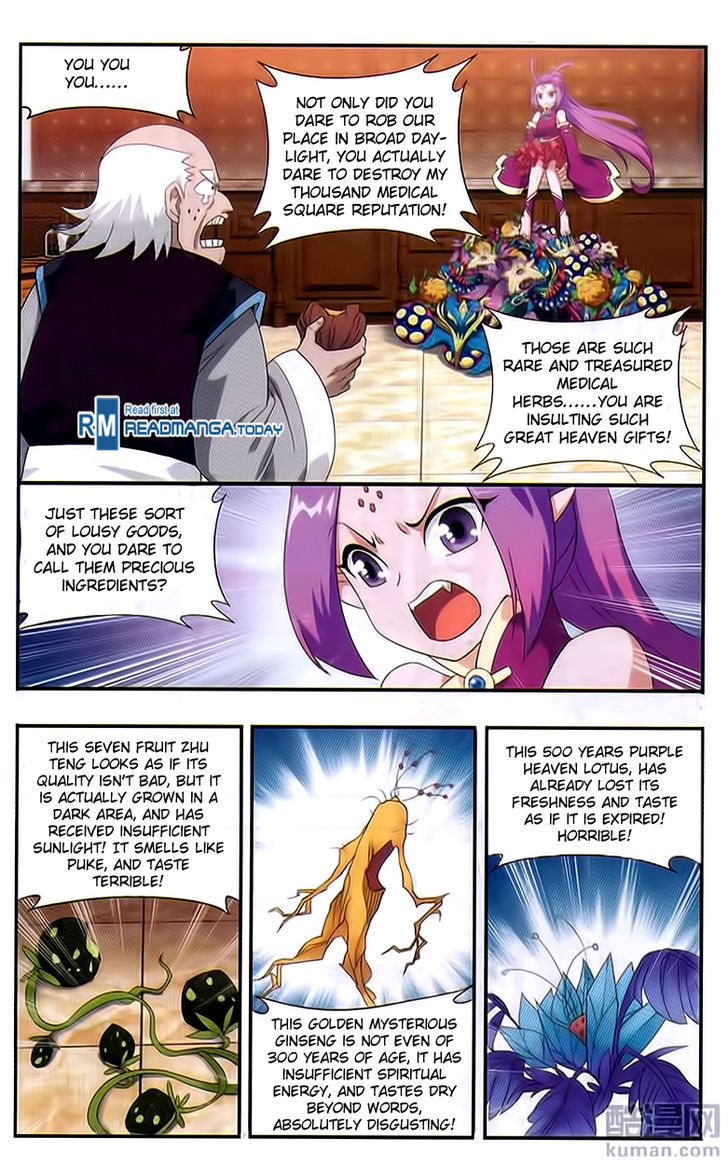 YOU YOU
YOU......
NOT ONLY DID YOU
DARE TO ROB OUR
PLACE IN BROAD DAY-
LIGHT, YOU ACTUALLY
DARE TO DESTROY MY
THOUSAND MEDICAL
SQUARE REPUTATION!
THOSE ARE SUCH
RARE AND TREASURED
MEDICAL
HERBS......YOU ARE
INSULTING SUCH
GREAT HEAVEN GIFTS!
RM Read first at
READMANGA.TODAY
JUST THESE SORT
OF LOUSY GOODS,
AND YOU DARE TO
CALL THEM PRECIOUS
INGREDIENTS?
THIS SEVEN FRUIT ZHU
TENG LOOKS AS IF ITS
QUALITY ISN'T BAD, BUT IT
IS ACTUALLY GROWN IN A
DARK AREA, AND HAS
RECEIVED INSUFFICIENT
SUNLIGHT! IT SMELLS LIKE
PUKE, AND TASTE
TERRIBLE!
THIS GOLDEN MYSTERIOUS
GINSENG IS NOT EVEN OF
300 YEARS OF AGE, IT HAS
INSUFFICIENT SPIRITUAL
ENERGY, AND TASTES DRY
BEYOND WORDS,
ABSOLUTELY DISGUSTING!
THIS 500 YEARS PURPLE
HEAVEN LOTUS, HAS
ALREADY LOST ITS
FRESHNESS AND TASTE
AS IF IT IS EXPIRED!
HORRIBLE!
酷漫网
kuman.com